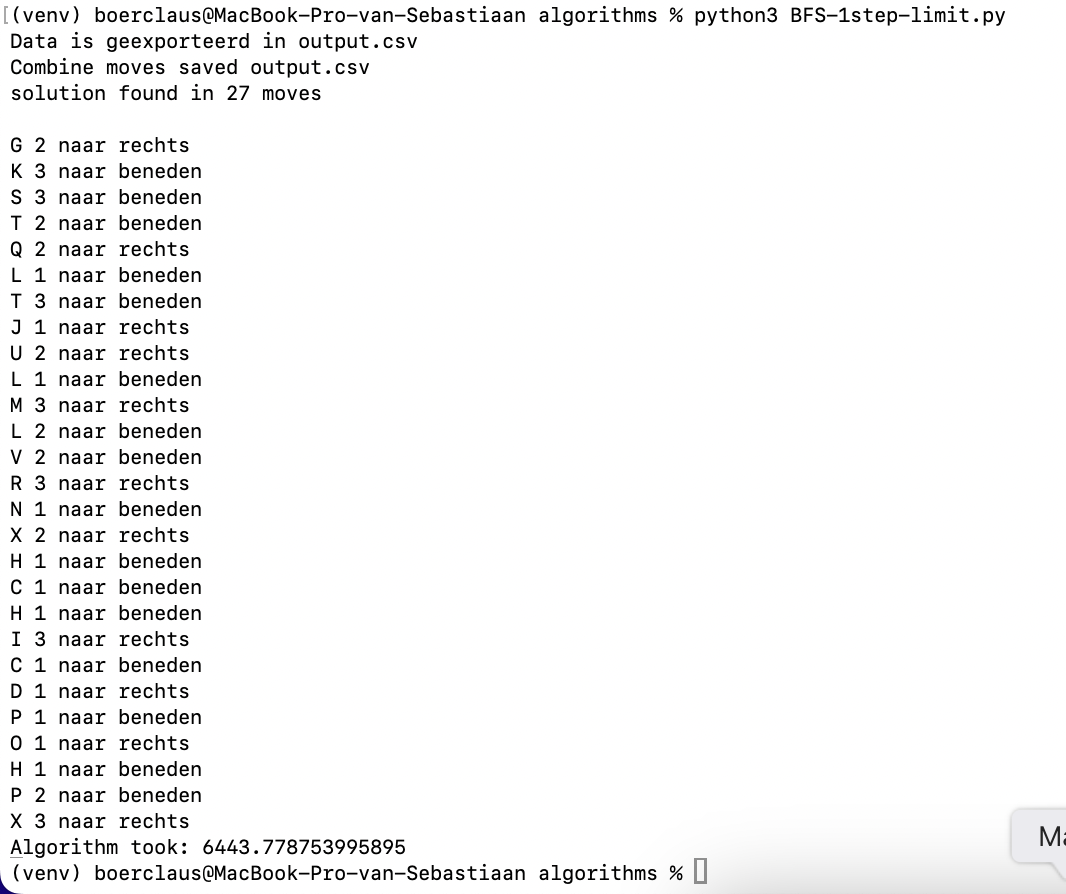 [(venv) boerclaus@MacBook-Pro-van-Sebastiaan algorithms % python3 BFS-1step-limit.py
Data is geexporteerd in output.csv
Combine moves saved output.csv
solution found in 27 moves
G 2 naar rechts
K 3 naar beneden
S 3 naar beneden
T 2 naar beneden
Q 2 naar rechts
L 1 naar beneden
T 3 naar beneden
J 1 naar rechts
U 2 naar rechts
L 1 naar beneden
M 3 naar rechts
L 2 naar beneden
V 2 naar beneden
R 3 naar rechts
N 1 naar beneden
X 2 naar rechts
H 1 naar beneden
C 1 naar beneden
H 1 naar beneden
I 3 naar rechts
C 1 naar beneden
D 1 naar rechts
P 1 naar beneden
O 1 naar rechts
H 1 naar beneden
P 2 naar beneden
X 3 naar rechts
Algorithm took: 6443.778753995895
(venv) boerclaus@MacBook-Pro-van-Sebastiaan algorithms %